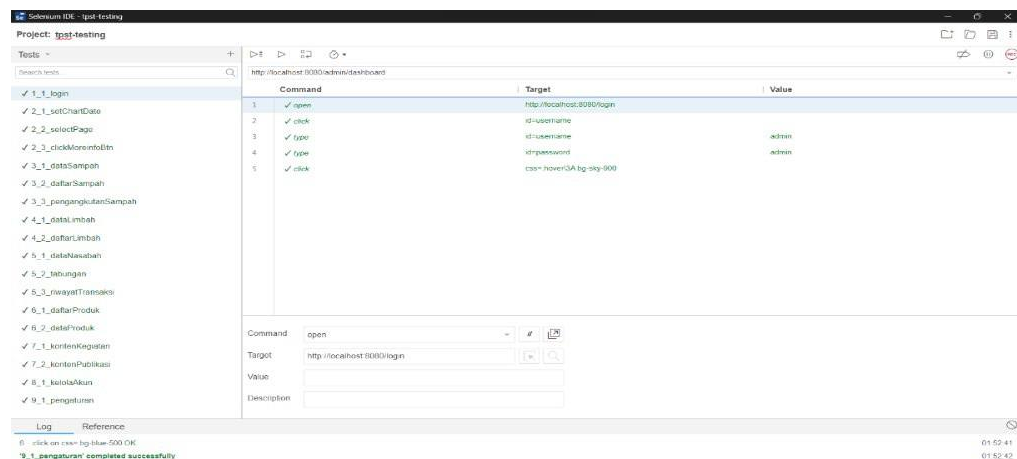 Selenium IDE - tpst-testing
Project: tpst-testing
Tests
Search tests
http://localhost:8080/admin/dashboard
Command Target Value
✓ 1_1_login
✓ 2_1_setChartDate
✓ 2_2_selectPage
✓ 2_3_clickMoreinfoBtn
✓ 3_1_dataSampah
✓ 3_2_daftarSampah
✓ 3_3_pengangkutanSampah
✓ 4_1_dataLimbah
✓ 4_2_daftarLimbah
✓ 5_1_dataNasabah
✓ 5_2_tabungan
✓ 5_3_riwayatTransaksi
✓ 6_1_daftarProduk
✓ 6_2_dataProduk
✓ 7_1_kontenKegiatan
✓ 7_2_kontenPublikasi
✓ 8_1_kelolaAkun
✓ 9_1_pengaturan
1 ✓ open http://localhost:8080/login
2 ✓ click id=username
3 ✓ type id=username admin
4 ✓ type id=password admin
5 ✓ click css=.hover\3A bg-sky-900
Command open
Target http://localhost:8080/login
Value
Description
Log Reference
6 click on css=.bg-blue-500 OK 01:52:41
'9_1_pengaturan' completed successfully 01:52:42